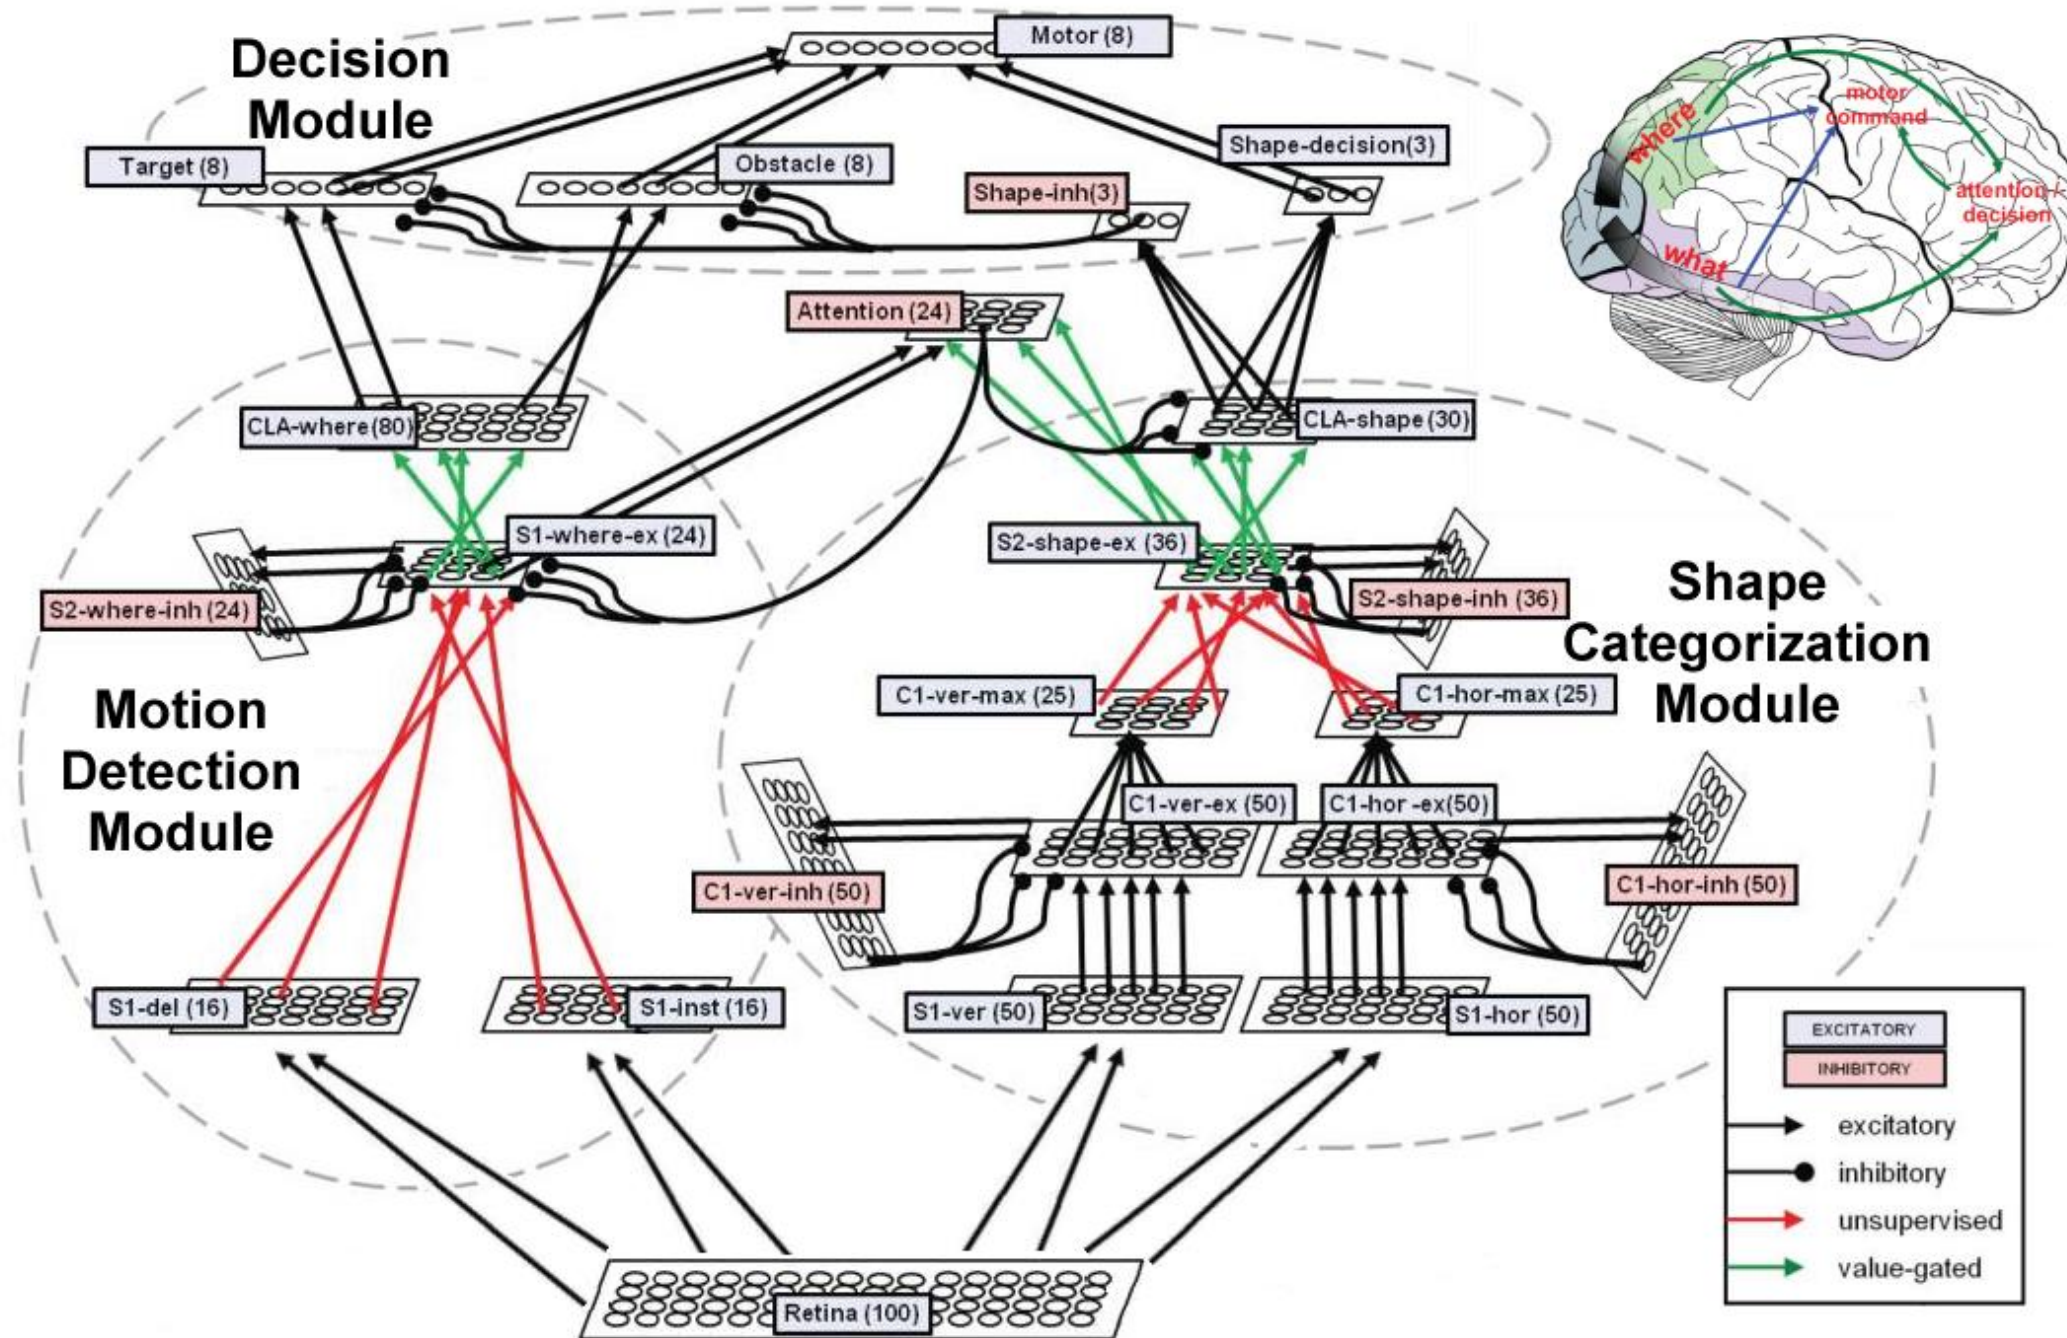 Decision
Module
Motor (8)
Target (8)
Obstacle (8)
Shape-inh(3)
Shape-decision(3)
where
what
motor
command
attention /
decision
Attention (24)
CLA-where(80)
CLA-shape (30)
S1-where-ex (24)
S2-shape-ex (36)
S2-where-inh (24)
S2-shape-inh (36)
Shape
Categorization
Module
Motion
Detection
Module
C1-ver-max (25)
C1-hor-max (25)
C1-ver-ex (50)
C1-hor -ex(50)
C1-ver-inh (50)
C1-hor-inh (50)
S1-del (16)
S1-inst (16)
S1-ver (50)
S1-hor (50)
Retina (100)
EXCITATORY
INHIBITORY
excitatory
inhibitory
unsupervised
value-gated